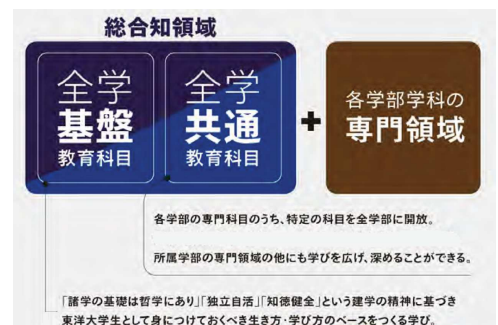 総合知領域
全学
基盤
教育科目
全学
共通
教育科目
+
各学部学科の
専門領域
各学部の専門科目のうち、特定の科目を全学部に開放。
所属学部の専門領域の他にも学びを広げ、深めることができる。
「諸学の基礎は哲学にあり」「独立自活」「知徳健全」という建学の精神に基づき
東洋大学生として身につけておくべき生き方・学び方のベースをつくる学び。